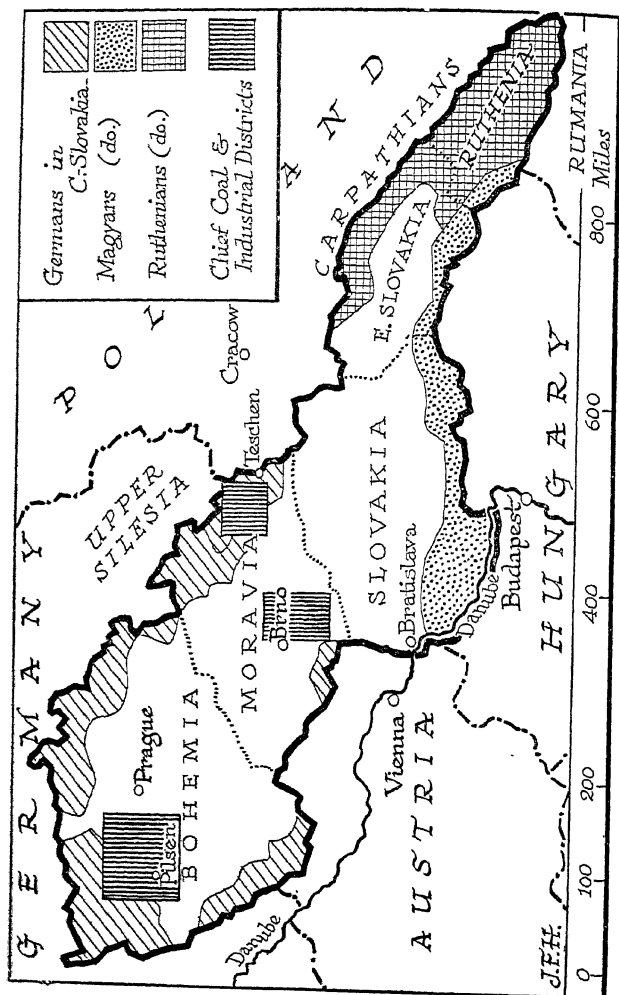 Germans in
C.-Slovakia
Magyars (do.)
Ruthenians (do.)
Chief Coal &
Industrial Districts
GERMANY
POLAND
UPPER
SILESIA
Cracow
Teschen
CARPATHIANS
RUTHENIA
E. SLOVAKIA
Prague
Pilsen
BOHEMIA
MORAVIA
Brno
SLOVAKIA
Bratislava
Danube
Vienna
Danube
Budapest
AUSTRIA
HUNGARY
RUMANIA
J.F.H.
0 100 200 400 600 800 Miles